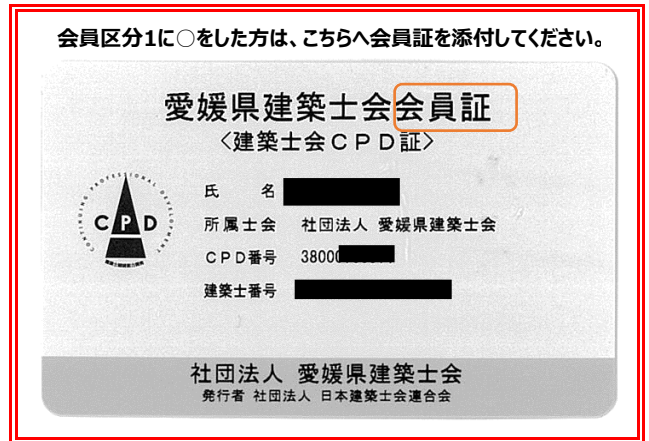 会員区分1に○をした方は、こちらへ会員証を添付してください。
愛媛県建築士会会員証
〈建築士会CPD証〉
CONTINUING PROFESSIONAL DEVELOPMENT
CPD
氏 名
所属士会 社団法人 愛媛県建築士会
CPD番号 38000
建築士番号
社団法人 愛媛県建築士会
発行者 社団法人 日本建築士会連合会